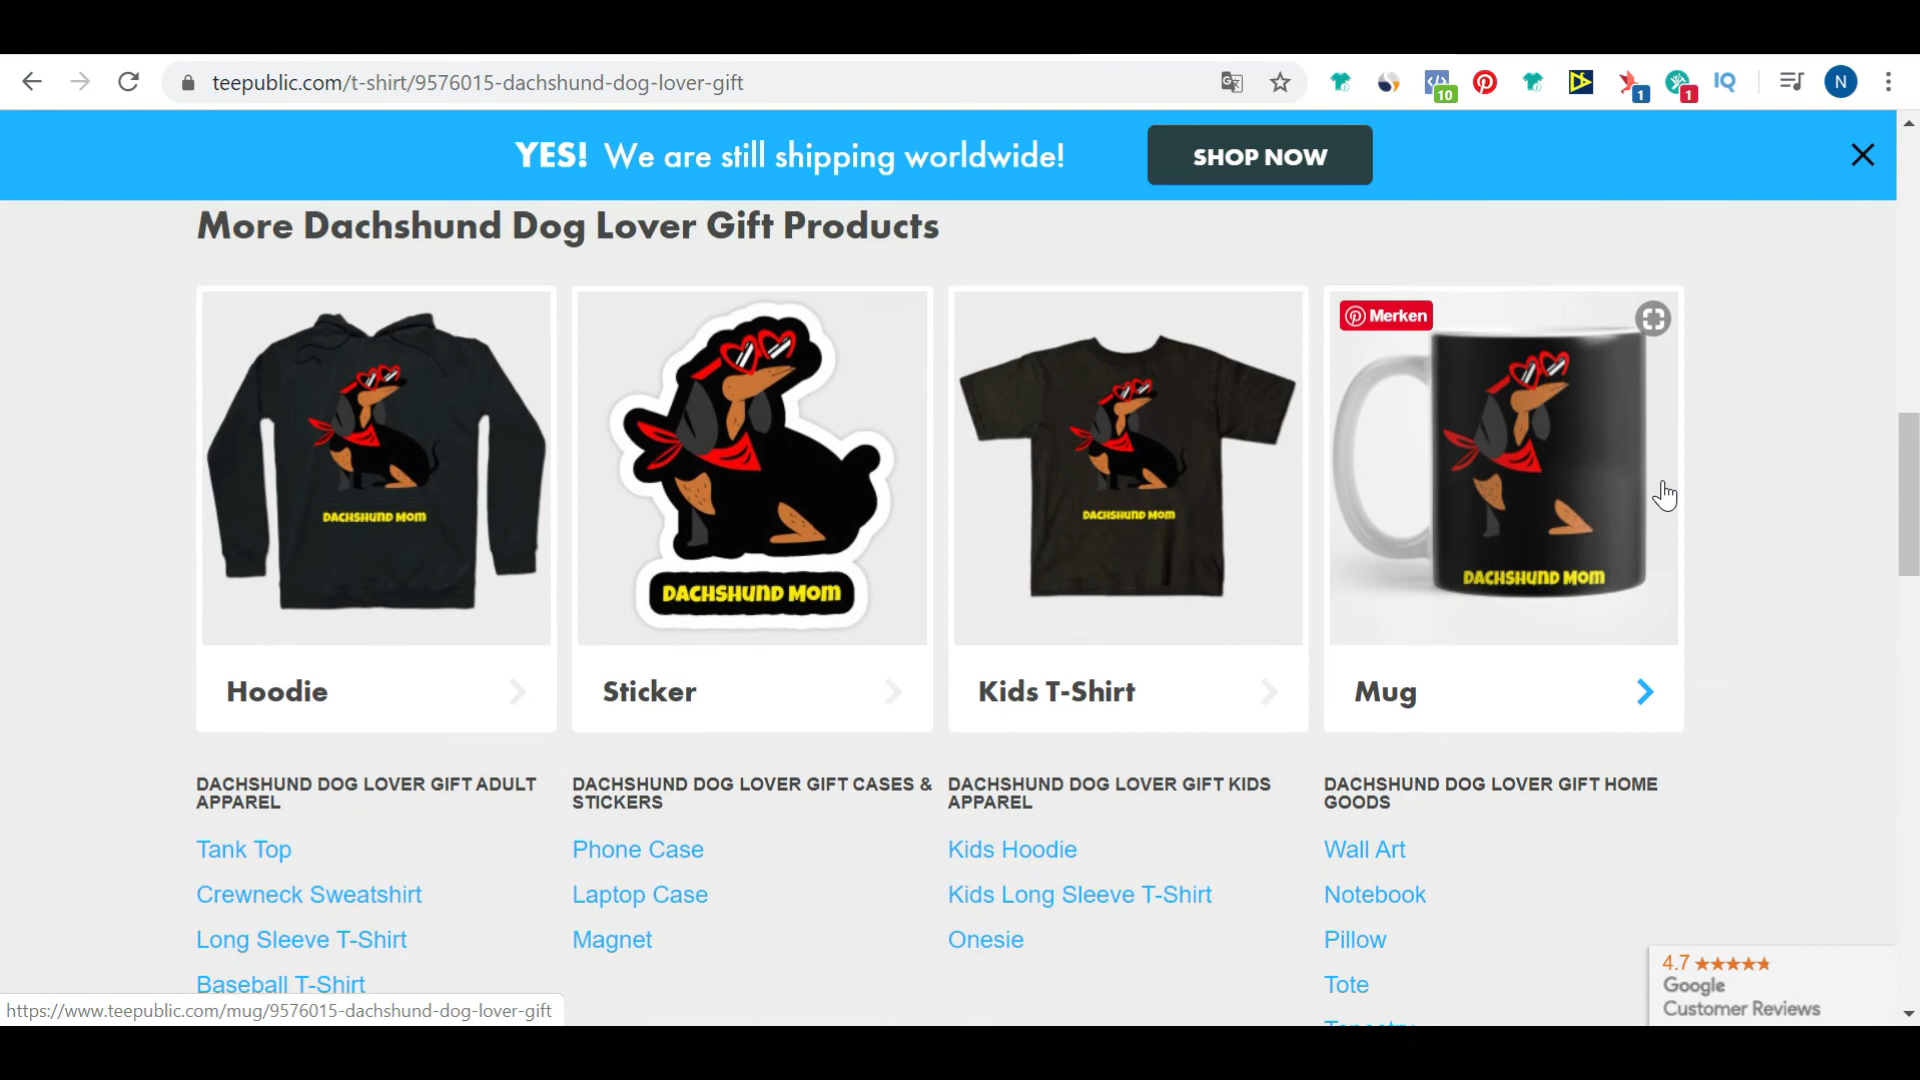 teepublic.com/t-shirt/9576015-dachshund-dog-lover-gift
10
1
1
IQ
N
YES! We are still shipping worldwide!
SHOP NOW
More Dachshund Dog Lover Gift Products
Merken
DACHSHUND MOM
DACHSHUND MOM
DACHSHUND MOM
DACHSHUND MOM
Hoodie
Sticker
Kids T-Shirt
Mug
DACHSHUND DOG LOVER GIFT ADULT
APPAREL
DACHSHUND DOG LOVER GIFT CASES &
STICKERS
DACHSHUND DOG LOVER GIFT KIDS
APPAREL
DACHSHUND DOG LOVER GIFT HOME
GOODS
Tank Top
Phone Case
Kids Hoodie
Wall Art
Crewneck Sweatshirt
Laptop Case
Kids Long Sleeve T-Shirt
Notebook
Long Sleeve T-Shirt
Magnet
Onesie
Pillow
Baseball T-Shirt
Tote
4.7
Google
Customer Reviews
https://www.teepublic.com/mug/9576015-dachshund-dog-lover-gift